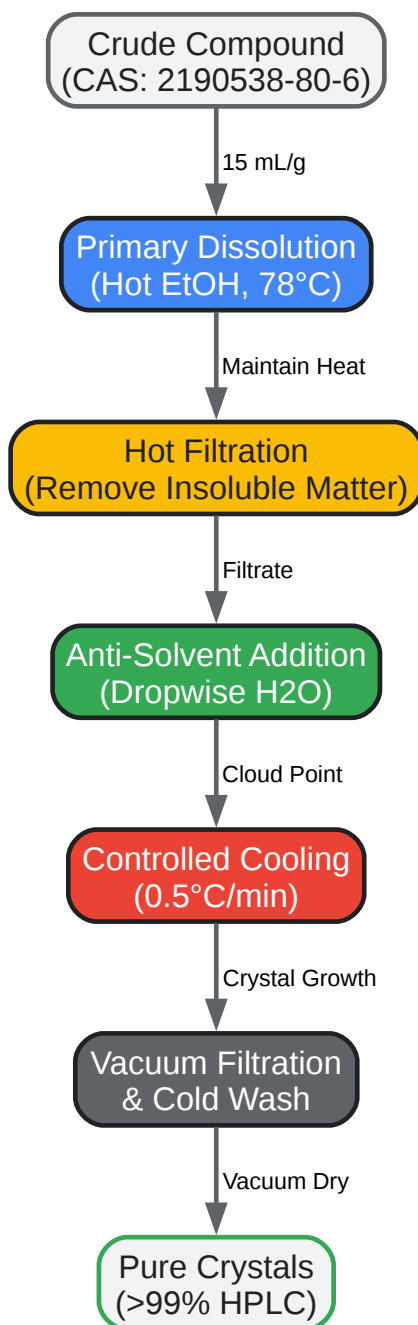 Crude Compound
(CAS: 2190538-80-6)
15 mL/g
Primary Dissolution
(Hot EtOH, 78°C)
Maintain Heat
Hot Filtration
(Remove Insoluble Matter)
Filtrate
Anti-Solvent Addition
(Dropwise H2O)
Cloud Point
Controlled Cooling
(0.5°C/min)
Crystal Growth
Vacuum Filtration
& Cold Wash
Vacuum Dry
Pure Crystals
(>99% HPLC)